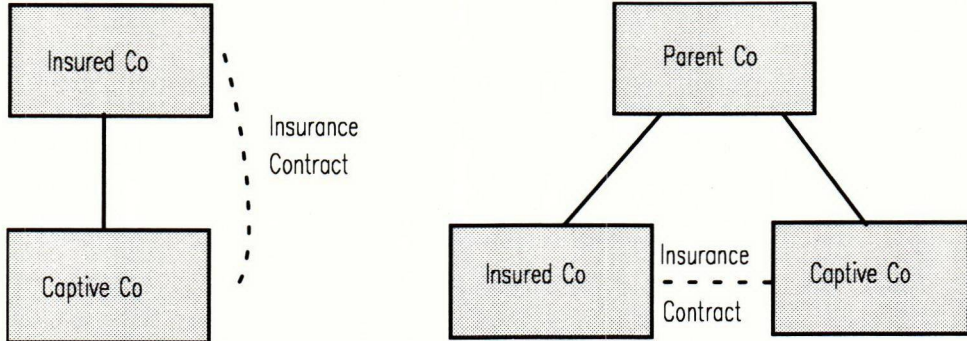 Insured Co
Insurance
Contract
Captive Co
Parent Co
Insured Co
Insurance
Contract
Captive Co